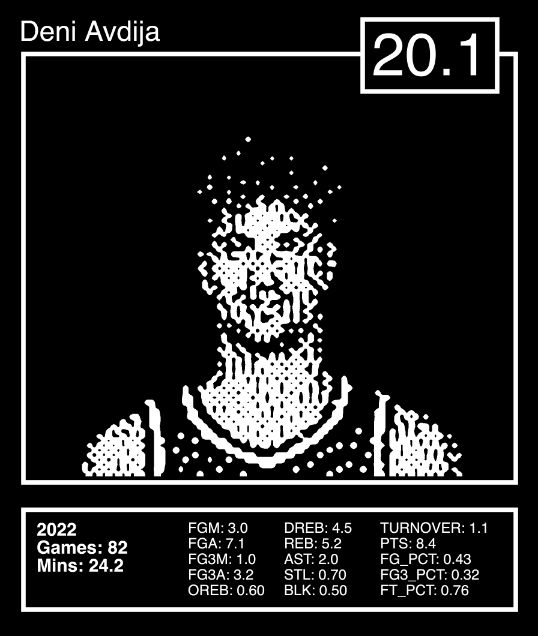 Deni Avdija
20.1
2022
Games: 82
Mins: 24.2
FGM: 3.0
FGA: 7.1
FG3M: 1.0
FG3A: 3.2
OREB: 0.60
DREB: 4.5
REB: 5.2
AST: 2.0
STL: 0.70
BLK: 0.50
TURNOVER: 1.1
PTS: 8.4
FG_PCT: 0.43
FG3_PCT: 0.32
FT_PCT: 0.76